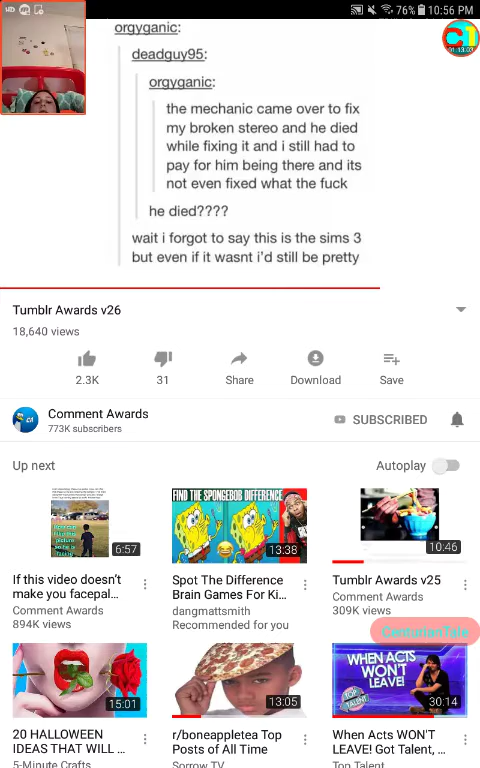 76% 10:56 PM
01:13:03
orgyganic:
deadguy95:
orgyganic:
the mechanic came over to fix
my broken stereo and he died
while fixing it and i still had to
pay for him being there and its
not even fixed what the fuck
he died????
wait i forgot to say this is the sims 3
but even if it wasnt i'd still be pretty
Tumblr Awards v26
18,640 views
2.3K 31 Share Download Save
Comment Awards
773K subscribers
SUBSCRIBED
Up next
Autoplay
6:57
FIND THE SPONGEBOB DIFFERENCE
13:38
10:46
If this video doesn't
make you facepal...
Comment Awards
894K views
Spot The Difference
Brain Games For Ki...
dangmattsmith
Recommended for you
Tumblr Awards v25
Comment Awards
309K views
CenturianTale
15:01
13:05
WHEN ACTS
WON'T
LEAVE!
TOP
TALENT
30:14
20 HALLOWEEN
IDEAS THAT WILL ...
5-Minute Crafts
r/boneappletea Top
Posts of All Time
Sorrow TV
When Acts WON'T
LEAVE! Got Talent, ...
Top Talent